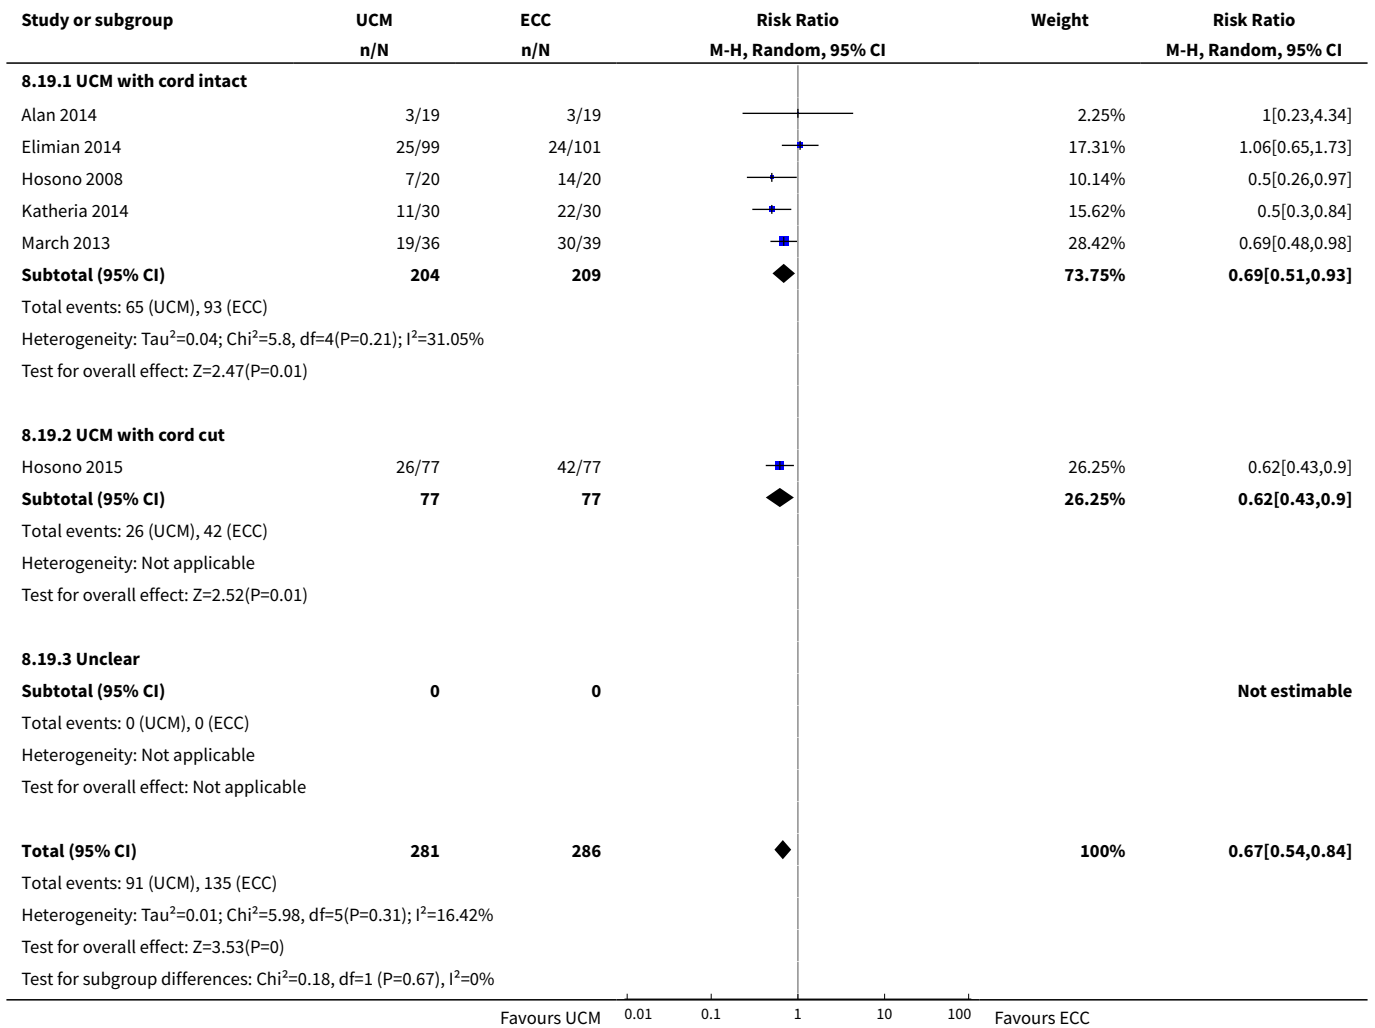 Study or subgroup UCM ECC Risk Ratio Weight Risk Ratio
n/N n/N M-H, Random, 95% CI M-H, Random, 95% CI
8.19.1 UCM with cord intact
Alan 2014 3/19 3/19 2.25% 1[0.23,4.34]
Elimian 2014 25/99 24/101 17.31% 1.06[0.65,1.73]
Hosono 2008 7/20 14/20 10.14% 0.5[0.26,0.97]
Katheria 2014 11/30 22/30 15.62% 0.5[0.3,0.84]
March 2013 19/36 30/39 28.42% 0.69[0.48,0.98]
Subtotal (95% CI) 204 209 73.75% 0.69[0.51,0.93]
Total events: 65 (UCM), 93 (ECC)
Heterogeneity: Tau²=0.04; Chi²=5.8, df=4(P=0.21); I²=31.05%
Test for overall effect: Z=2.47(P=0.01)
8.19.2 UCM with cord cut
Hosono 2015 26/77 42/77 26.25% 0.62[0.43,0.9]
Subtotal (95% CI) 77 77 26.25% 0.62[0.43,0.9]
Total events: 26 (UCM), 42 (ECC)
Heterogeneity: Not applicable
Test for overall effect: Z=2.52(P=0.01)
8.19.3 Unclear
Subtotal (95% CI) 0 0 Not estimable
Total events: 0 (UCM), 0 (ECC)
Heterogeneity: Not applicable
Test for overall effect: Not applicable
Total (95% CI) 281 286 100% 0.67[0.54,0.84]
Total events: 91 (UCM), 135 (ECC)
Heterogeneity: Tau²=0.01; Chi²=5.98, df=5(P=0.31); I²=16.42%
Test for overall effect: Z=3.53(P=0)
Test for subgroup differences: Chi²=0.18, df=1 (P=0.67), I²=0%
Favours UCM 0.01 0.1 1 10 100 Favours ECC